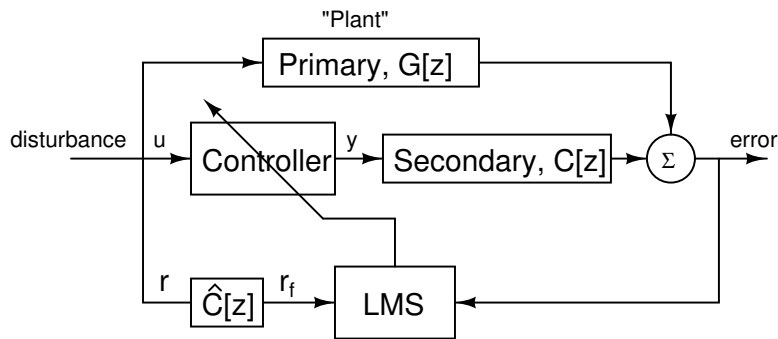 "Plant"
Primary, G[z]
disturbance
u
Controller
y
Secondary, C[z]
Σ
error
r
Ĉ[z]
r_f
LMS